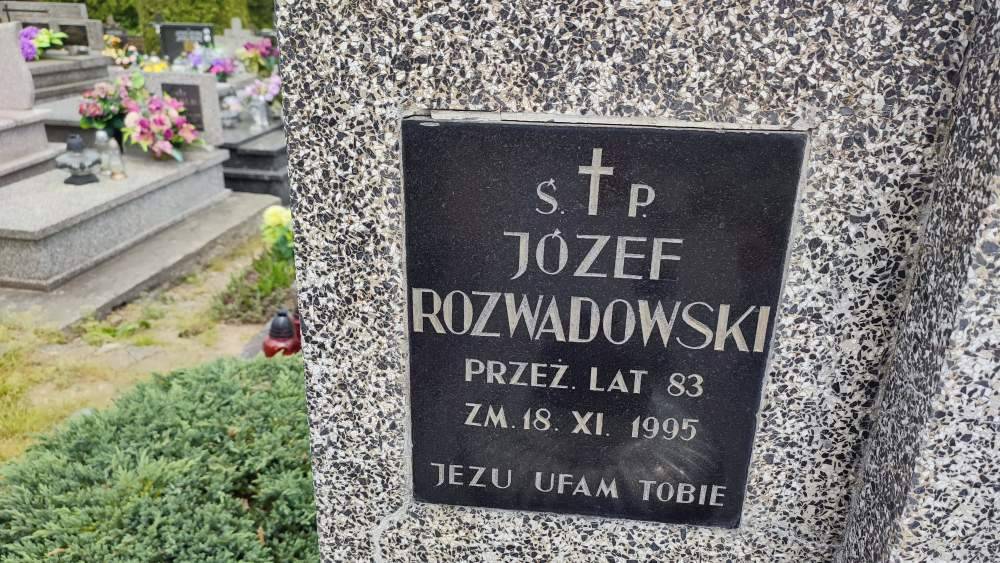 Ś. P.
JÓZEF
ROZWADOWSKI
PRZEŻ. LAT 83
ZM. 18. XI. 1995
JEZU UFAM TOBIE